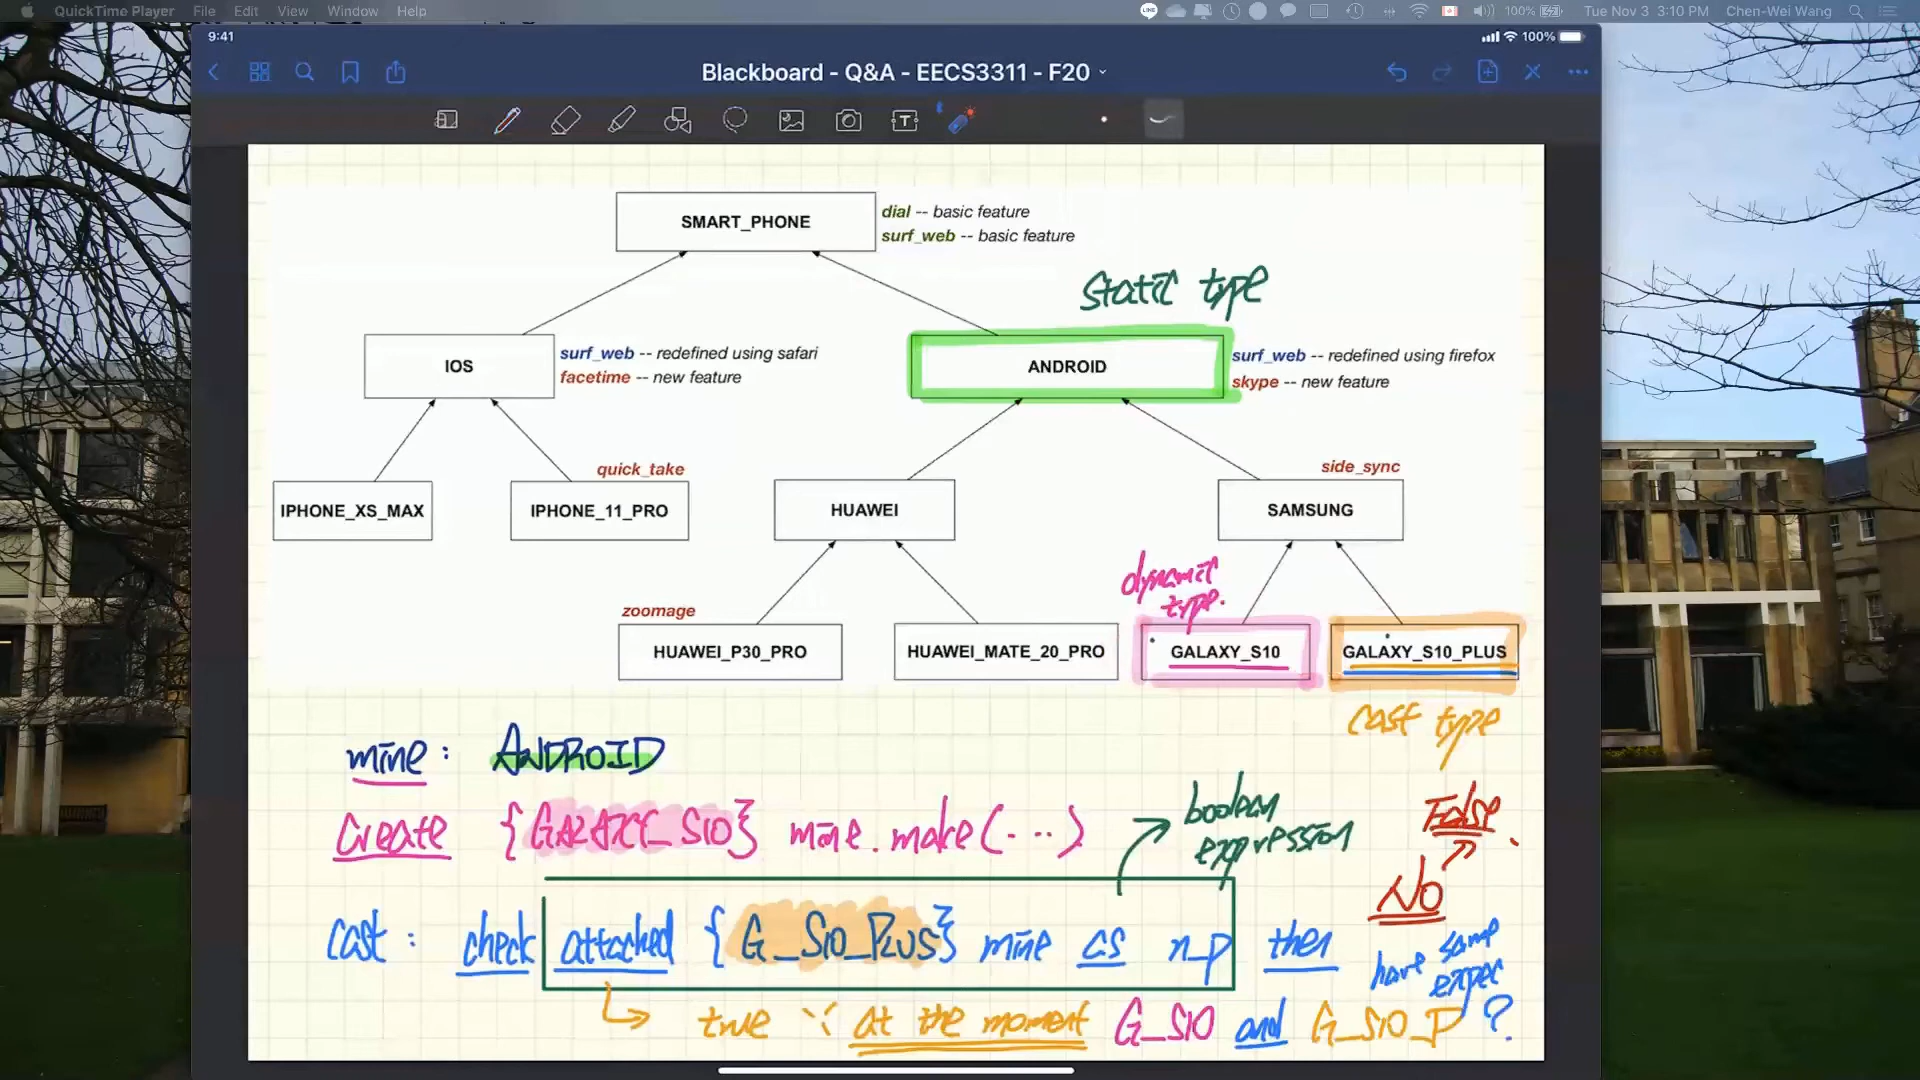 QuickTime Player File Edit View Window Help
LINE 100% Tue Nov 3 3:10 PM Chen-Wei Wang
9:41
100%
Blackboard - Q&A - EECS3311 - F20
T
SMART_PHONE
dial -- basic feature
surf_web -- basic feature
static type
IOS
surf_web -- redefined using safari
facetime -- new feature
ANDROID
surf_web -- redefined using firefox
skype -- new feature
quick_take
side_sync
IPHONE_XS_MAX
IPHONE_11_PRO
HUAWEI
SAMSUNG
dynamic
type.
zoomage
HUAWEI_P30_PRO
HUAWEI_MATE_20_PRO
GALAXY_S10
GALAXY_S10_PLUS
cast type
mine : ANDROID
boolean
expression
False.
create {GALAXY_S10} mine.make(...)
No
cast : check attached {G_S10_PLUS} mine as n_p then
have same
expec
true ∵ at the moment G_S10 and G_S10_P ?